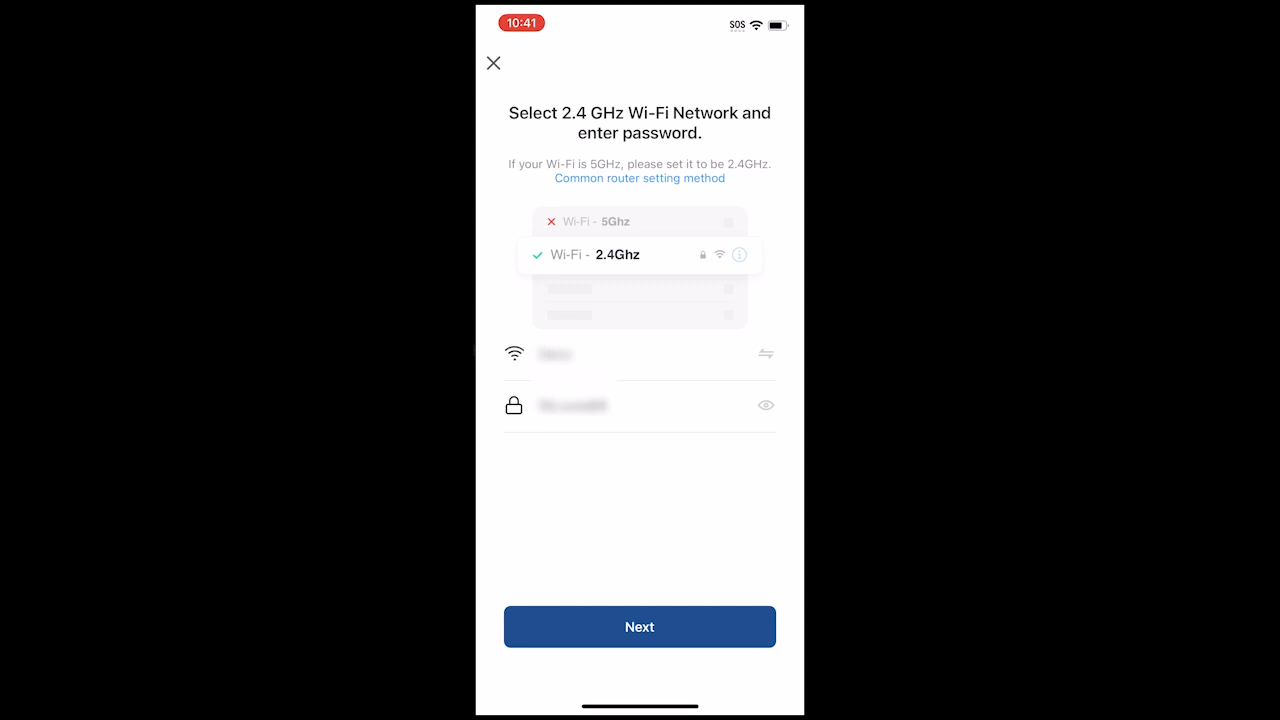 10:41
SOS
Select 2.4 GHz Wi-Fi Network and
enter password.
If your Wi-Fi is 5GHz, please set it to be 2.4GHz.
Common router setting method
Wi-Fi - 5Ghz
Wi-Fi - 2.4Ghz
Next